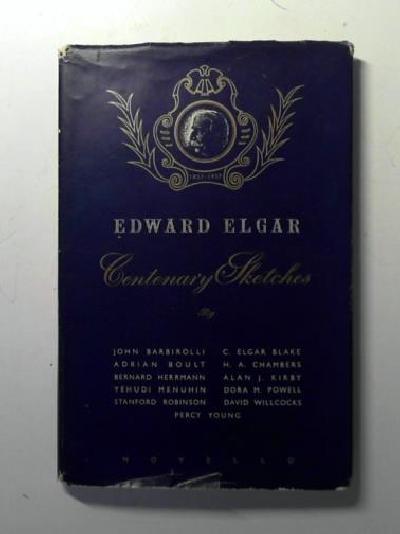 1857-1957
EDWARD ELGAR
Centenary Sketches
By
JOHN BARBIROLLI C. ELGAR BLAKE
ADRIAN BOULT H. A. CHAMBERS
BERNARD HERRMANN ALAN J. KIRBY
YEHUDI MENUHIN DORA M. POWELL
STANFORD ROBINSON DAVID WILLCOCKS
PERCY YOUNG
NOVELLO